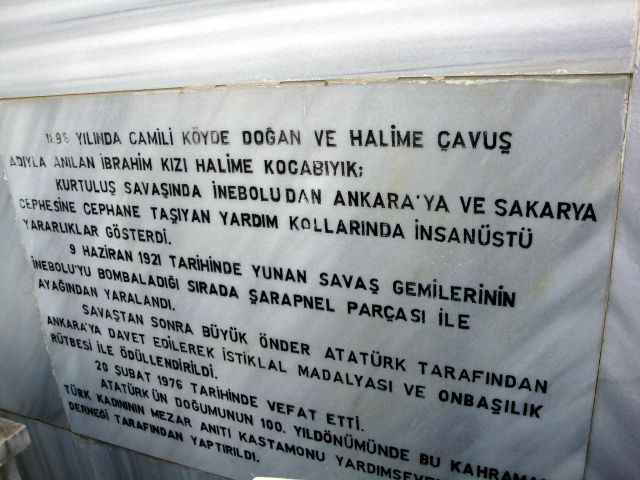 1898 YILINDA CAMİLİ KÖYDE DOĞAN VE HALİME ÇAVUŞ
ADIYLA ANILAN İBRAHİM KIZI HALİME KOCABIYIK;
KURTULUŞ SAVAŞINDA İNEBOLU DAN ANKARA'YA VE SAKARYA
CEPHESİNE CEPHANE TAŞIYAN YARDIM KOLLARINDA İNSANÜSTÜ
YARARLIKLAR GÖSTERDİ.
9 HAZİRAN 1921 TARİHİNDE YUNAN SAVAŞ GEMİLERİNİN
İNEBOLU'YU BOMBALADIĞI SIRADA ŞARAPNEL PARÇASI İLE
AYAĞINDAN YARALANDI.
SAVAŞTAN SONRA BÜYÜK ÖNDER ATATÜRK TARAFINDAN
ANKARA'YA DAVET EDİLEREK İSTİKLAL MADALYASI VE ONBAŞILIK
RÜTBESİ İLE ÖDÜLLENDİRİLDİ.
20 ŞUBAT 1976 TARİHİNDE VEFAT ETTİ.
ATATÜRK'ÜN DOĞUMUNUN 100. YILDÖNÜMÜNDE BU KAHRAMAN
TÜRK KADINININ MEZAR ANITI KASTAMONU YARDIMSEVE
DERNEĞİ TARAFINDAN YAPTIRILDI.